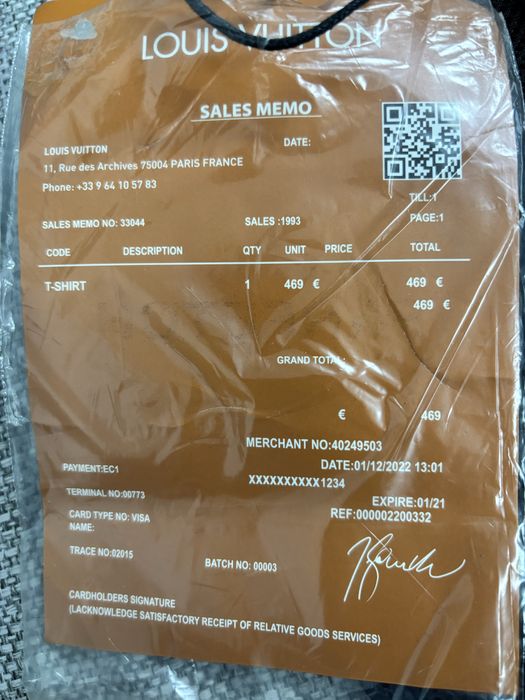 LOUIS VUITTON
SALES MEMO
DATE:
LOUIS VUITTON
11, Rue des Archives 75004 PARIS FRANCE
Phone: +33 9 64 10 57 83
TILL:1
SALES MEMO NO: 33044 SALES :1993 PAGE:1
CODE DESCRIPTION QTY UNIT PRICE TOTAL
T-SHIRT 1 469 € 469 €
469 €
GRAND TOTAL:
€ 469
MERCHANT NO:40249503
PAYMENT:EC1 DATE:01/12/2022 13:01
XXXXXXXXXX1234
TERMINAL NO:00773 EXPIRE:01/21
CARD TYPE NO: VISA REF:000002200332
NAME:
TRACE NO:02015 BATCH NO: 00003
CARDHOLDERS SIGNATURE
(LACKNOWLEDGE SATISFACTORY RECEIPT OF RELATIVE GOODS SERVICES)